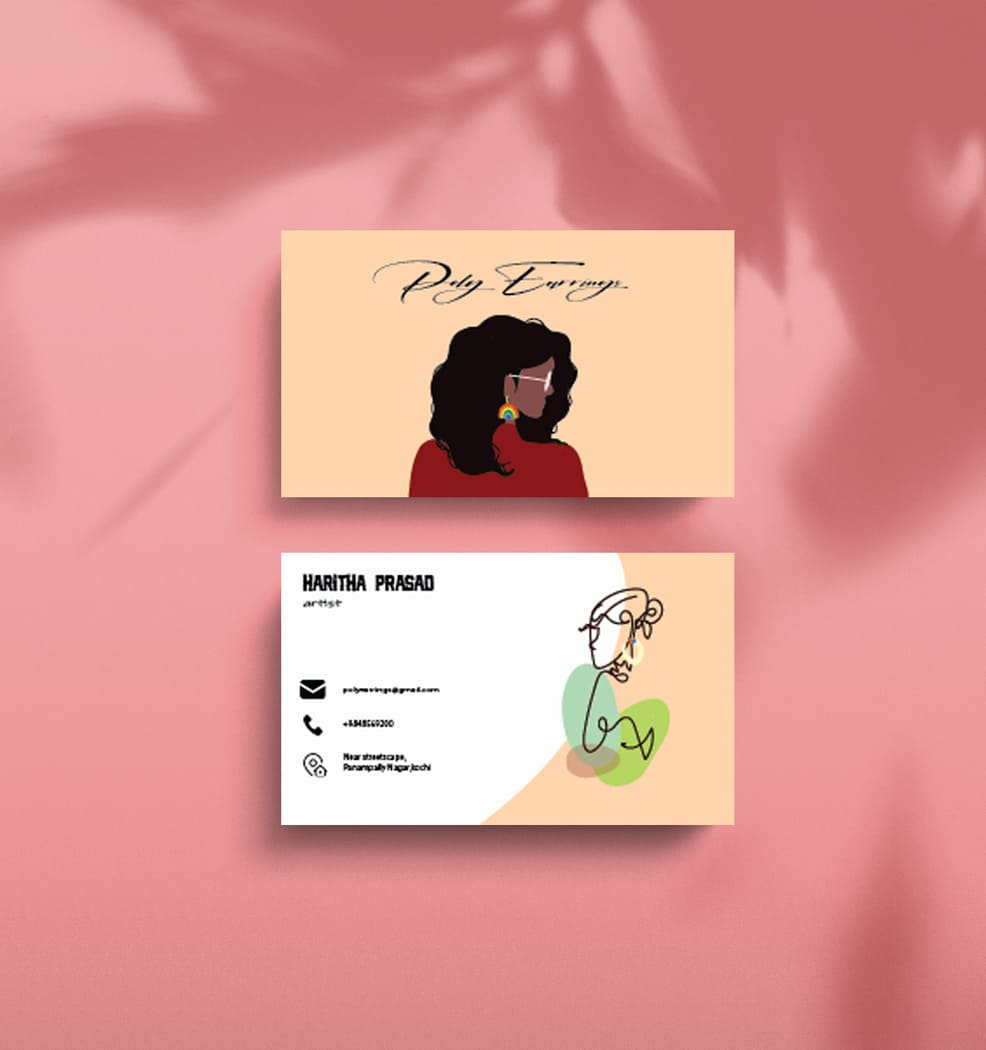 Poly Earrings
HARITHA PRASAD
artist
polyearrings@gmail.com
Near streetscape,
Panampally Nagar,kochi